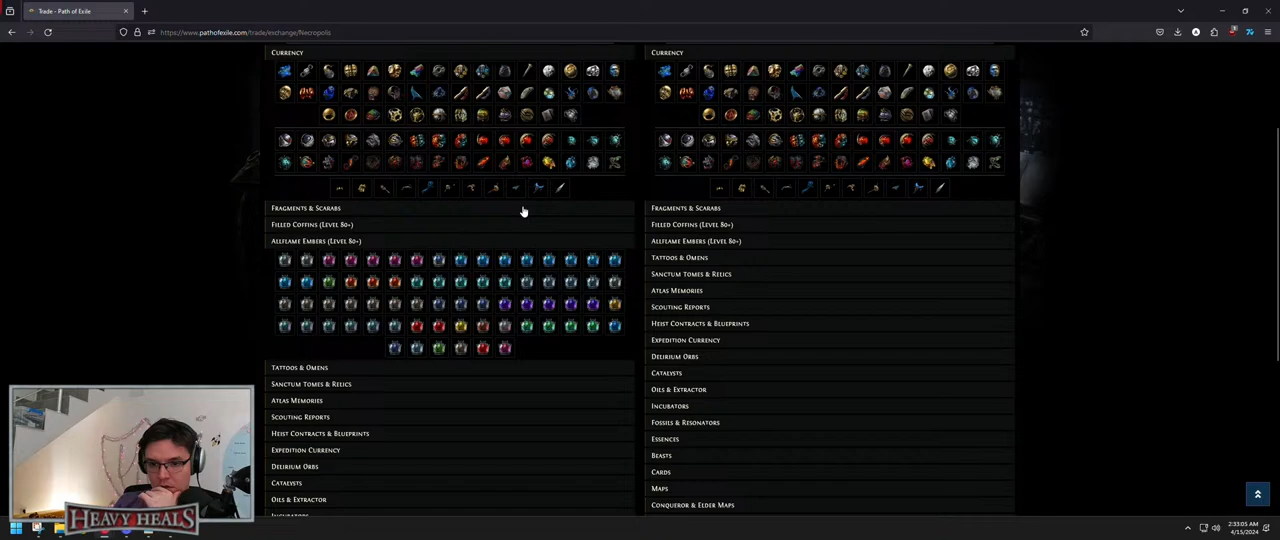 Trade - Path of Exile
https://www.pathofexile.com/trade/exchange/Necropolis
Currency
Fragments & Scarabs
Filled Coffins (Level 80+)
Allflame Embers (Level 80+)
Tattoos & Omens
Sanctum Tomes & Relics
Atlas Memories
Scouting Reports
Heist Contracts & Blueprints
Expedition Currency
Delirium Orbs
Catalysts
Oils & Extractor
Incubators
Currency
Fragments & Scarabs
Filled Coffins (Level 80+)
Allflame Embers (Level 80+)
Tattoos & Omens
Sanctum Tomes & Relics
Atlas Memories
Scouting Reports
Heist Contracts & Blueprints
Expedition Currency
Delirium Orbs
Catalysts
Oils & Extractor
Incubators
Fossils & Resonators
Essences
Beasts
Cards
Maps
Conqueror & Elder Maps
HEAVY HEALS
2:33:05 AM
4/15/2024